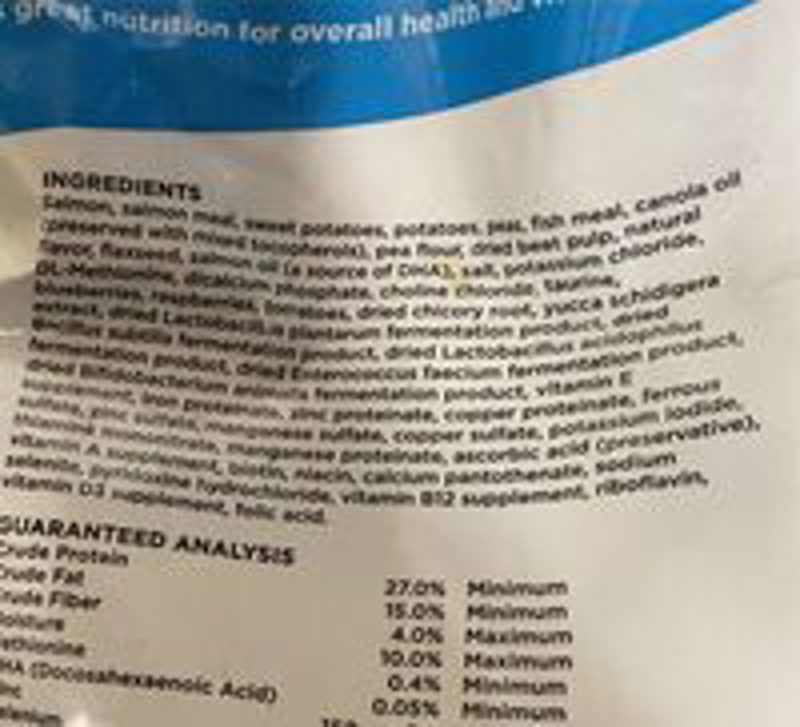 great nutrition for overall health and
INGREDIENTS
Salmon, salmon meal, sweet potatoes, potatoes, peas, fish meal, canola oil
(preserved with mixed tocopherols), pea flour, dried beet pulp, natural
flavor, flaxseed, salmon oil (a source of DHA), salt, potassium chloride,
DL-Methionine, dicalcium phosphate, choline chloride, taurine,
blueberries, raspberries, tomatoes, dried chicory root, yucca schidigera
extract, dried Lactobacillus plantarum fermentation product, dried
Bacillus subtilis fermentation product, dried Lactobacillus acidophilus
fermentation product, dried Enterococcus faecium fermentation product,
dried Bifidobacterium animalis fermentation product, vitamin E
supplement, iron proteinate, zinc proteinate, copper proteinate, ferrous
sulfate, zinc sulfate, manganese sulfate, copper sulfate, potassium iodide,
thiamine mononitrate, manganese proteinate, ascorbic acid (preservative),
vitamin A supplement, biotin, niacin, calcium pantothenate, sodium
selenite, pyridoxine hydrochloride, vitamin B12 supplement, riboflavin,
vitamin D3 supplement, folic acid.
GUARANTEED ANALYSIS
Crude Protein 27.0% Minimum
Crude Fat 15.0% Minimum
Crude Fiber 4.0% Maximum
Moisture 10.0% Maximum
ethionine 0.4% Minimum
HA (Docosahexaenoic Acid) 0.05% Minimum
inc
elenium